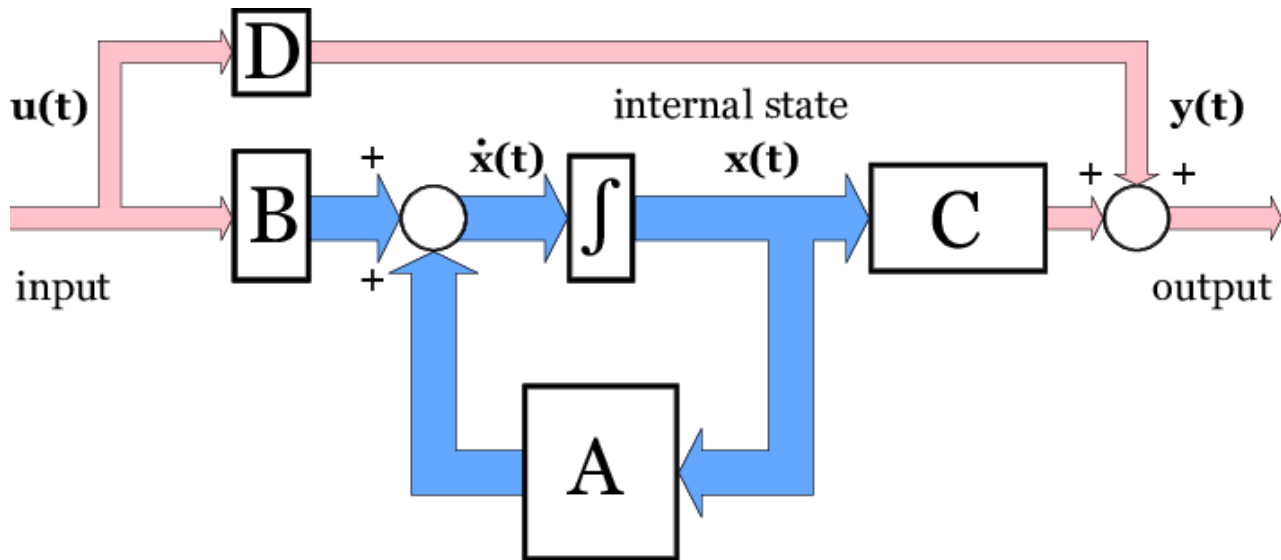 D
u(t)
internal state
y(t)
+ ẋ(t) x(t) + +
B ∫ C
+
input output
A